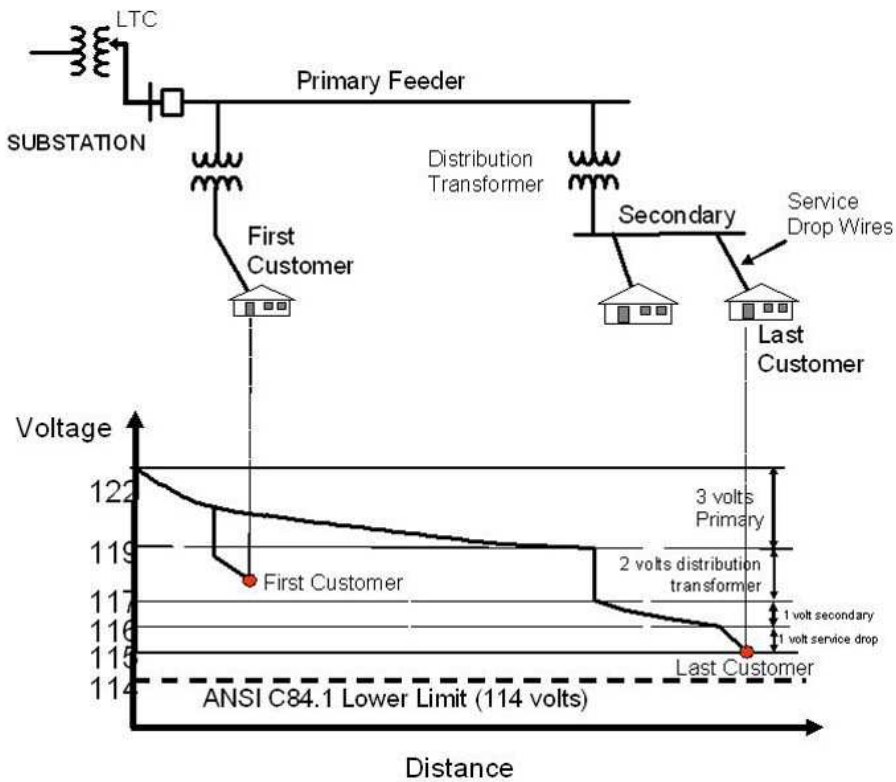 LTC
Primary Feeder
SUBSTATION
Distribution
Transformer
Service
Drop Wires
Secondary
First
Customer
Last
Customer
Voltage
122
3 volts
Primary
119
2 volts distribution
transformer
First Customer
117
1 volt secondary
116
1 volt service drop
115
Last Customer
114
ANSI C84.1 Lower Limit (114 volts)
Distance